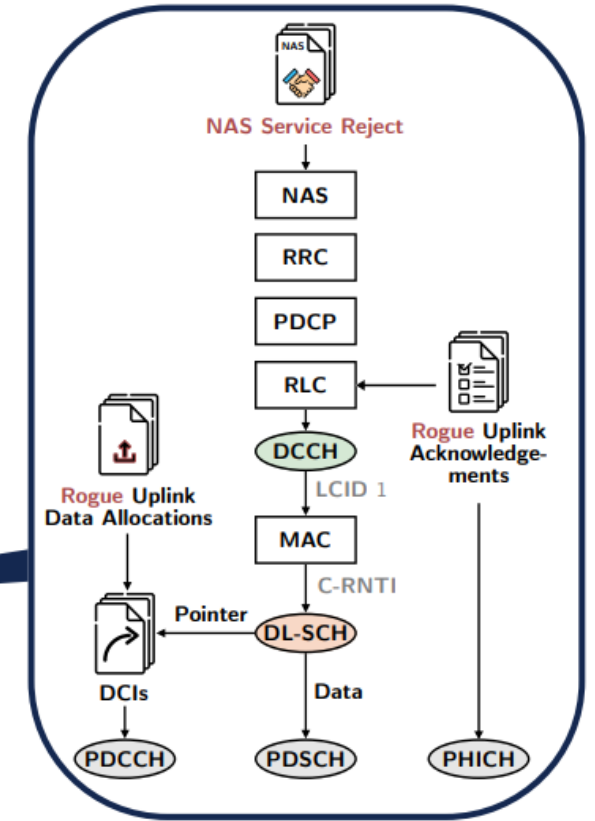 NAS
NAS Service Reject
NAS
RRC
PDCP
RLC
Rogue Uplink
Acknowledge-
ments
DCCH
LCID 1
Rogue Uplink
Data Allocations
MAC
C-RNTI
Pointer
DL-SCH
DCIs
Data
PDCCH
PDSCH
PHICH